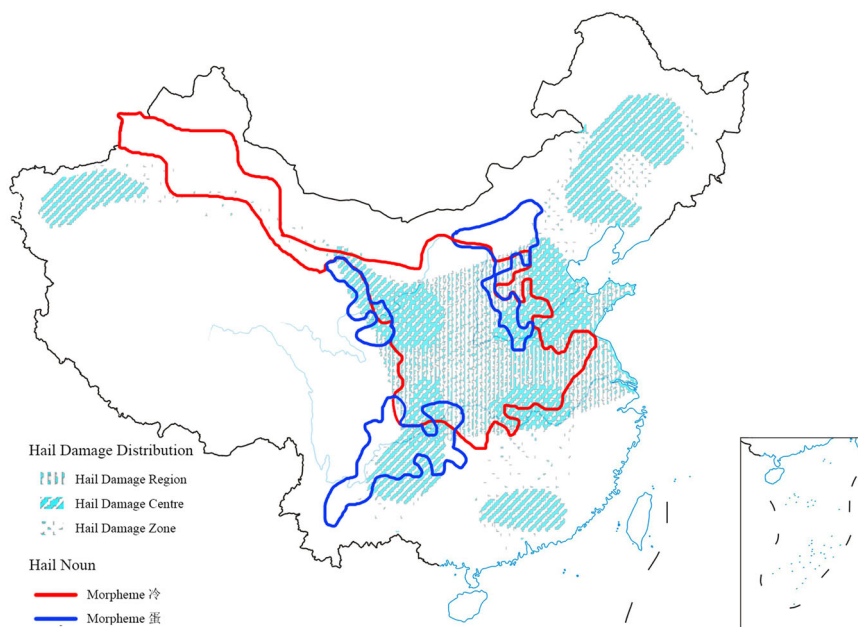 Hail Damage Distribution
Hail Damage Region
Hail Damage Centre
Hail Damage Zone
Hail Noun
Morpheme 冷
Morpheme 蛋